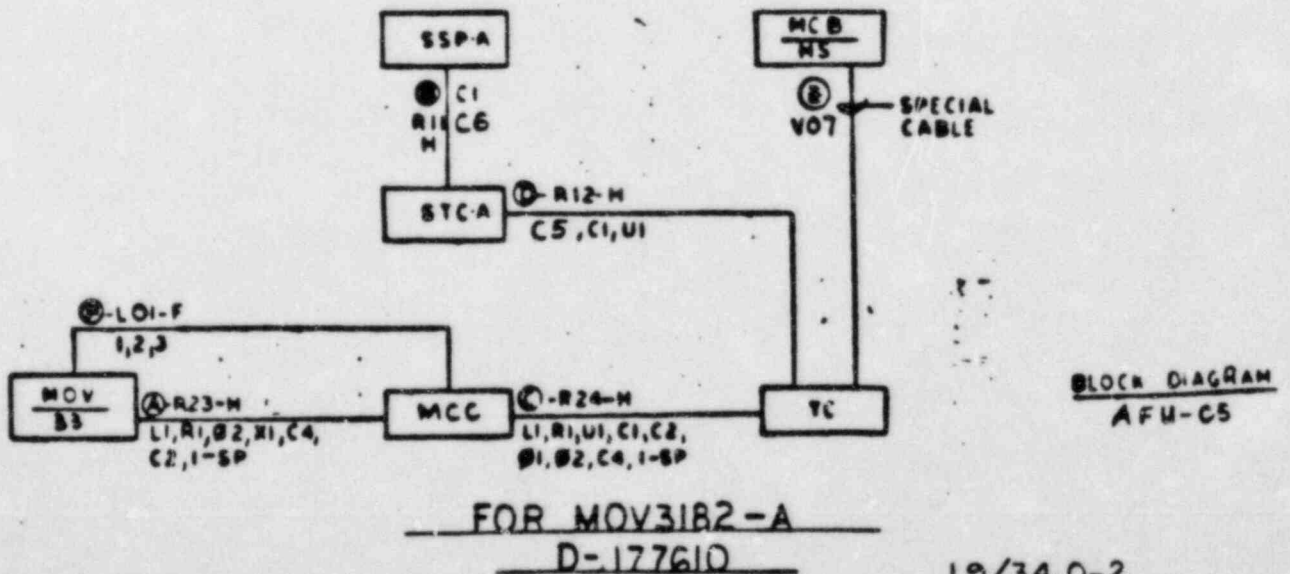 SSP-A
MCB
C1
R11 C6
H
V07
SPECIAL
CABLE
STC-A
D-R12-H
C5, C1, U1
-L01-F
1, 2, 3
MOV
B3
A-R23-H
L1, R1, Ø2, X1, C4,
C2, 1-SP
MCC
C-R24-H
L1, R1, U1, C1, C2,
Ø1, Ø2, C4, 1-SP
TC
BLOCK DIAGRAM
AFU-C5
FOR MOV3182-A
D-177610